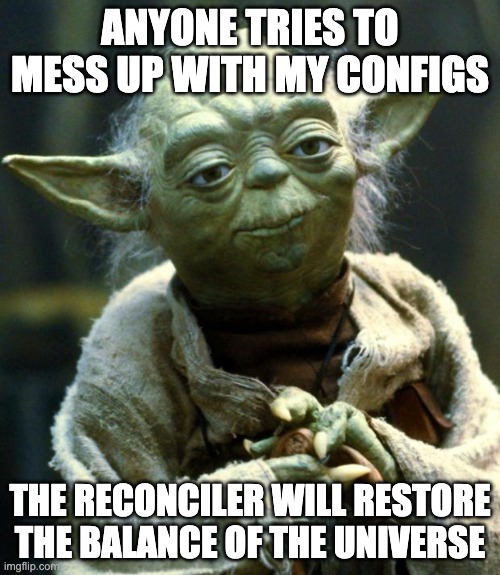 ANYONE TRIES TO
MESS UP WITH MY CONFIGS
THE RECONCILER WILL RESTORE
THE BALANCE OF THE UNIVERSE
imgflip.com